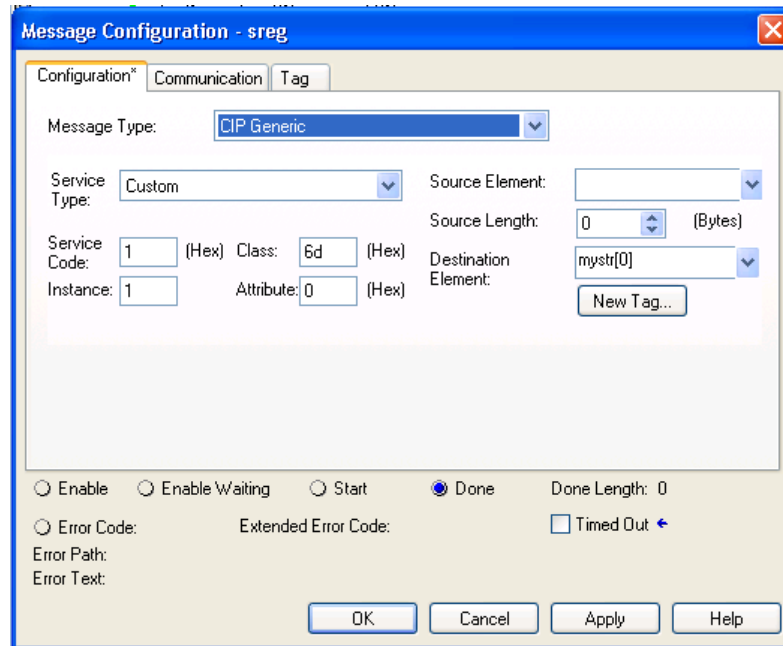 Message Configuration - sreg
Configuration* Communication Tag
Message Type: CIP Generic
Service Type: Custom
Source Element:
Source Length: 0 (Bytes)
Service Code: 1 (Hex) Class: 6d (Hex)
Destination Element: mystr[0]
Instance: 1 Attribute: 0 (Hex)
New Tag...
Enable Enable Waiting Start Done Done Length: 0
Error Code: Extended Error Code: Timed Out
Error Path:
Error Text:
OK Cancel Apply Help